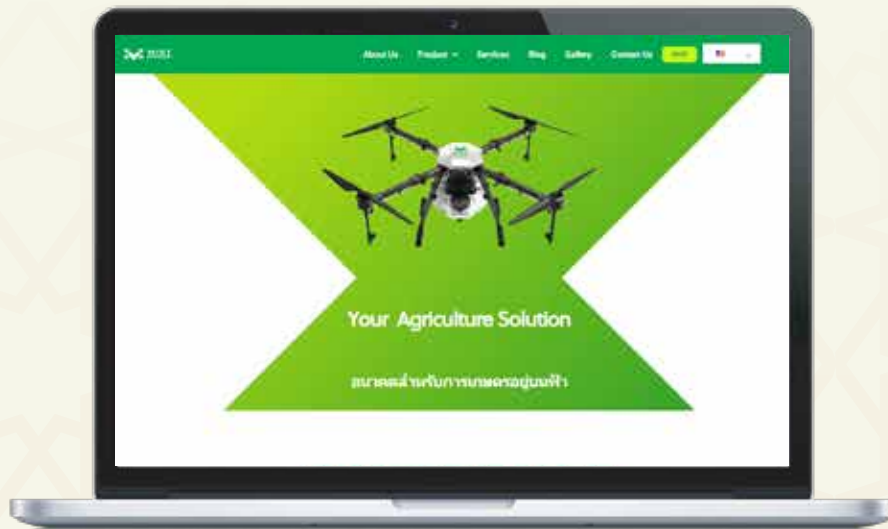 About Us
Product
Services
Blog
Gallery
Contact Us
Your Agriculture Solution
อนาคตสำหรับการเกษตรอยู่บนฟ้า